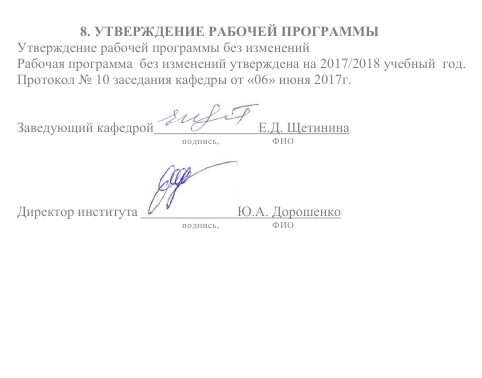 8. УТВЕРЖДЕНИЕ РАБОЧЕЙ ПРОГРАММЫ
Утверждение рабочей программы без изменений
Рабочая программа без изменений утверждена на 2017/2018 учебный год.
Протокол № 10 заседания кафедры от «06» июня 2017г.
Заведующий кафедрой Е.Д. Щетинина
подпись, ФИО
Директор института Ю.А. Дорошенко
подпись, ФИО